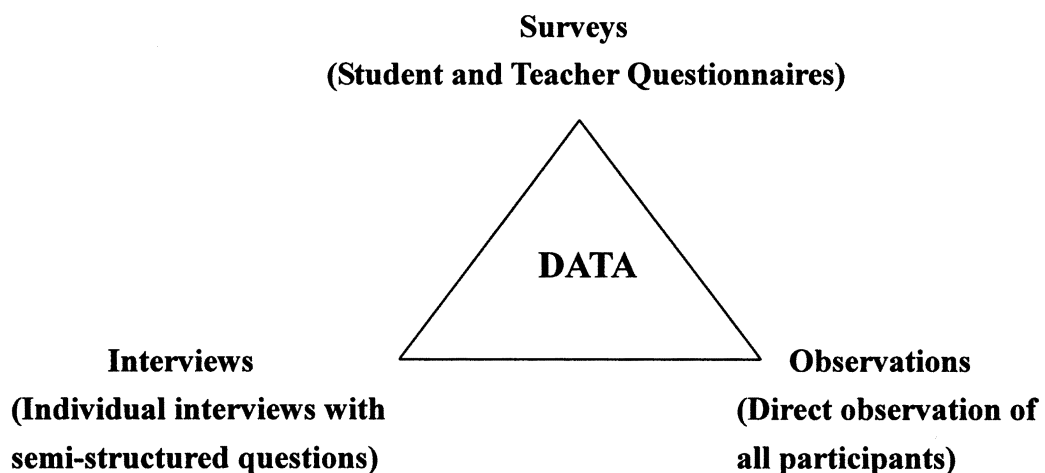 Surveys
(Student and Teacher Questionnaires)
DATA
Interviews
(Individual interviews with
semi-structured questions)
Observations
(Direct observation of
all participants)